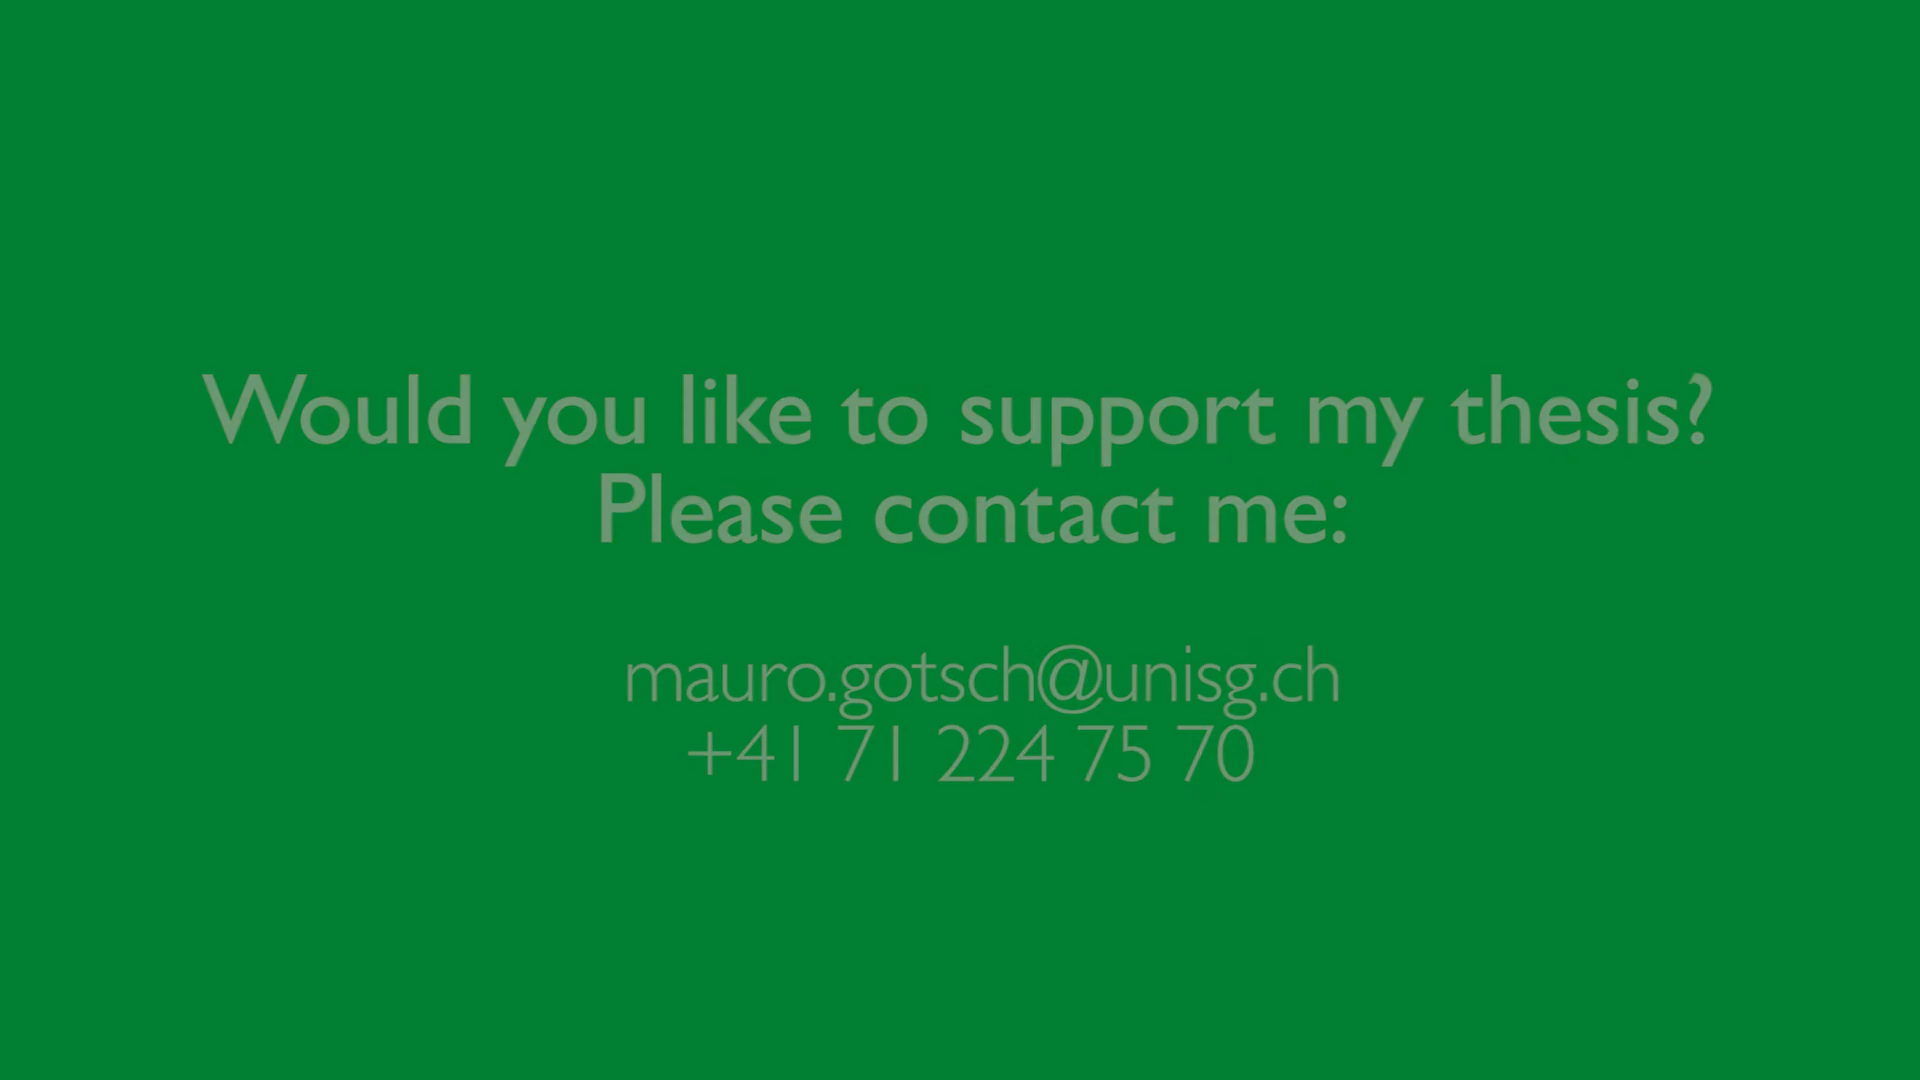 Would you like to support my thesis?
Please contact me:
mauro.gotsch@unisg.ch
+41 71 224 75 70